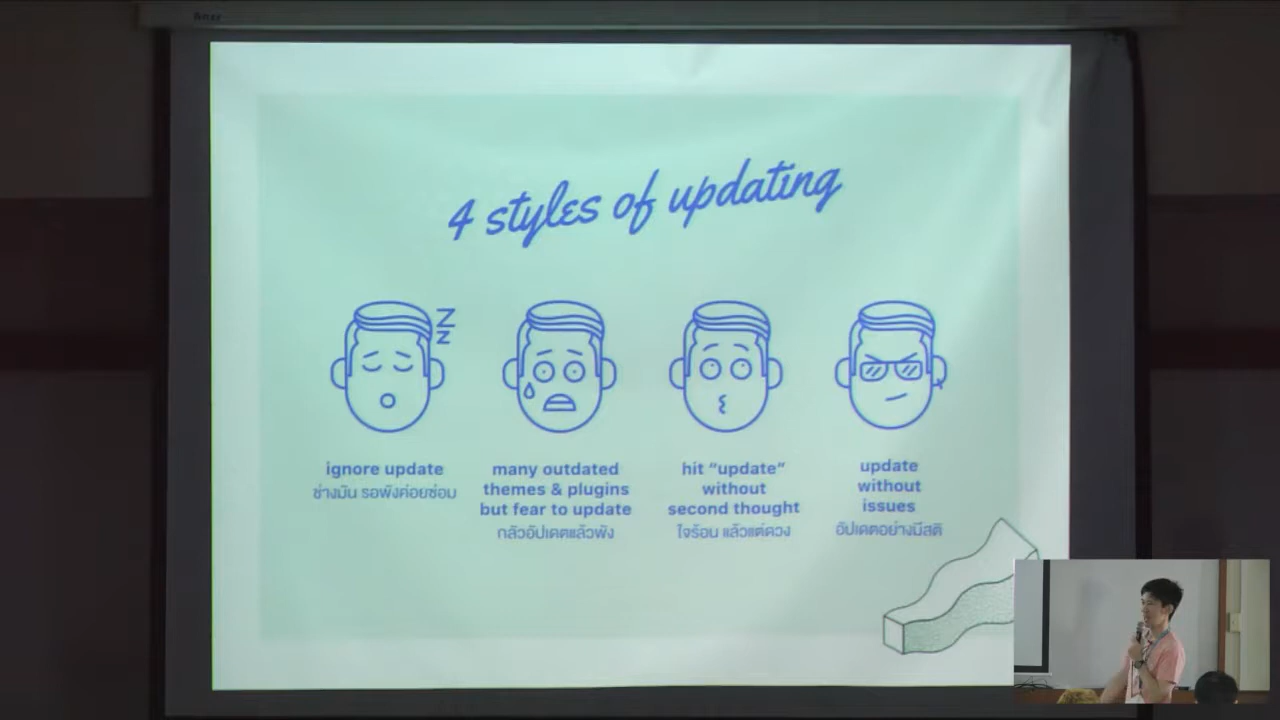 4 styles of updating
ignore update
ช่างมัน รอพังค่อยซ่อม
many outdated
themes & plugins
but fear to update
กลัวอัปเดตแล้วพัง
hit “update”
without
second thought
ใจร้อน แล้วแต่ดวง
update
without
issues
อัปเดตอย่างมีสติ
Z
Z